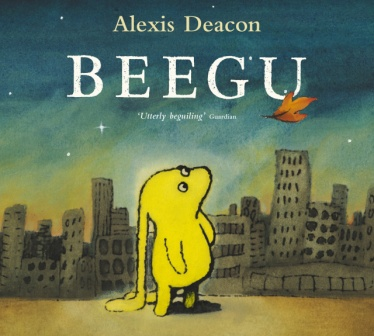 Alexis Deacon
BEEGU
'Utterly beguiling' Guardian